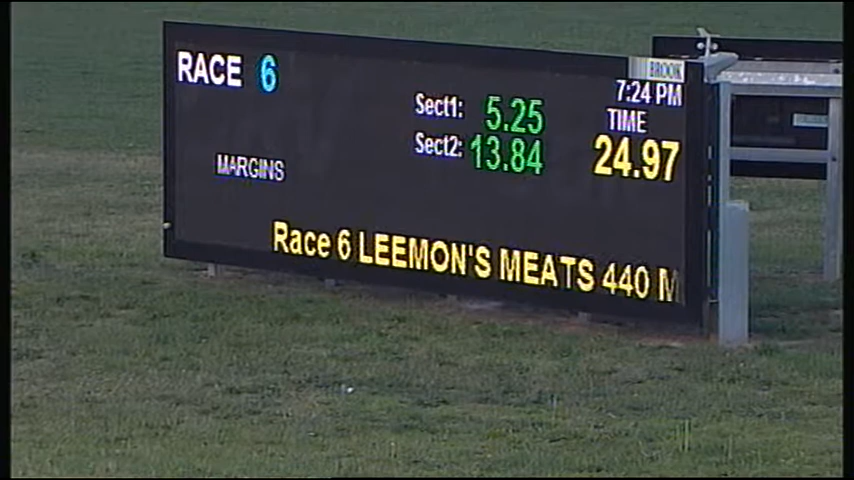 BROOK
RACE 6
7:24 PM
Sect1: 5.25
TIME
Sect2: 13.84
24.97
MARGINS
Race 6 LEEMON'S MEATS 440 M